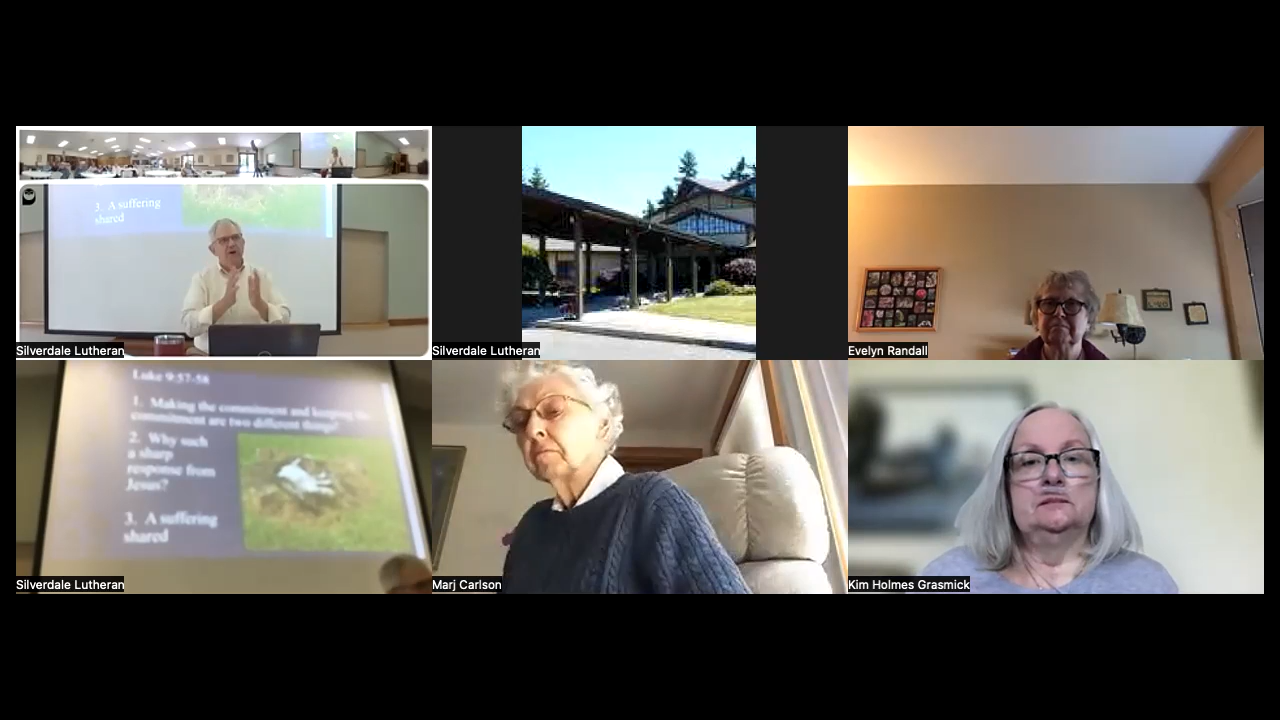 3. A suffering
shared
Silverdale Lutheran
Silverdale Lutheran
Evelyn Randall
Luke 9:57-58
1. Making the commitment and keeping the
commitment are two different things!
2. Why such
a sharp
response from
Jesus?
3. A suffering
shared
Silverdale Lutheran
Marj Carlson
Kim Holmes Grasmick